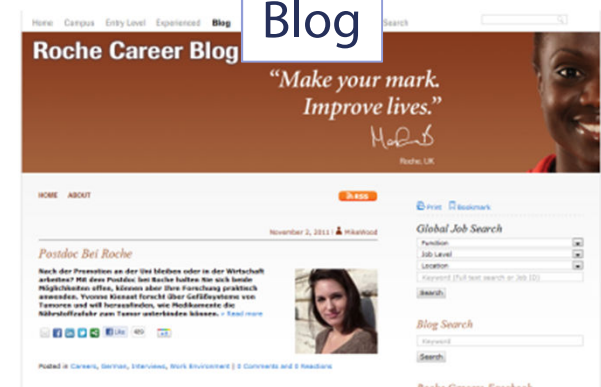 Blog
Home Campus Entry Level Experienced Blog Search
Roche Career Blog
“Make your mark.
Improve lives.”
Roche, UK
HOME ABOUT
RSS
Print Bookmark
November 2, 2011 | MikeWood
Global Job Search
Function
Job Level
Location
Keyword (Full text search or Job ID)
Search
Postdoc Bei Roche
Nach der Promotion an der Uni bleiben oder in der Wirtschaft
arbeiten? Mit dem Postdoc bei Roche halten Sie sich beide
Möglichkeiten offen, können aber Ihre Forschung praktisch
anwenden. Yvonne Kienast forscht über Gefäßsysteme von
Tumoren und will herausfinden, wie Medikamente die
Nährstoffzufuhr zum Tumor unterbinden können. » Read more
Like
Blog Search
Keyword
Search
Posted in Careers, German, Interviews, Work Environment | 0 Comments and 0 Reactions